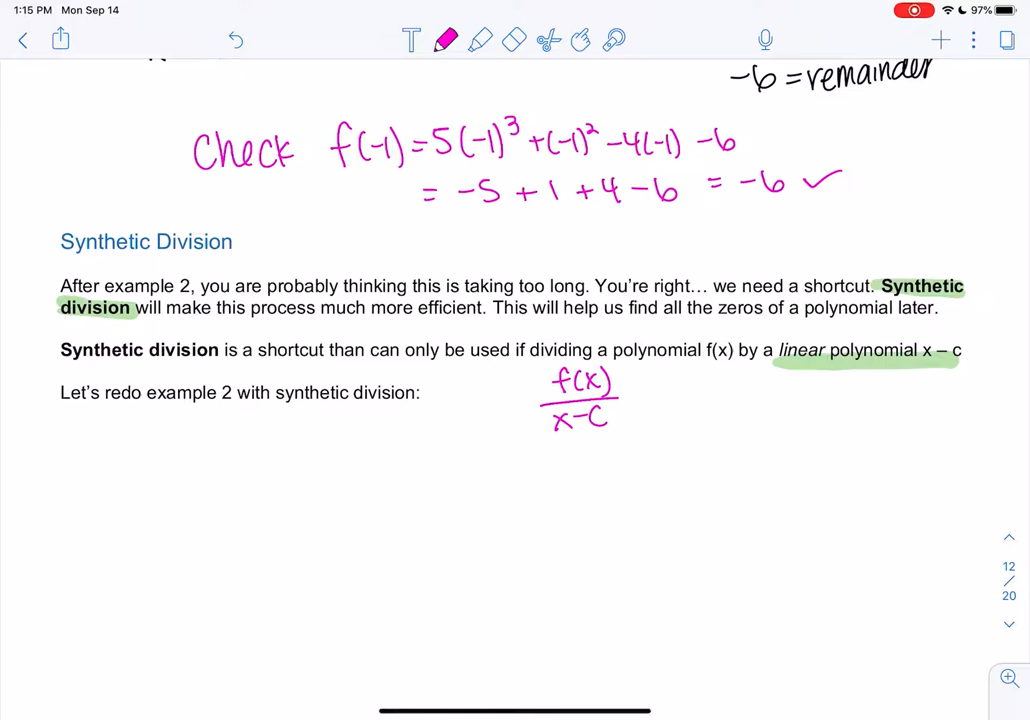 1:15 PM Mon Sep 14
97%
-6 = remainder
Check f(-1) = 5(-1)³ + (-1)² - 4(-1) - 6
= -5 + 1 + 4 - 6 = -6 ✓
Synthetic Division
After example 2, you are probably thinking this is taking too long. You're right… we need a shortcut. Synthetic
division will make this process much more efficient. This will help us find all the zeros of a polynomial later.
Synthetic division is a shortcut than can only be used if dividing a polynomial f(x) by a linear polynomial x – c
Let's redo example 2 with synthetic division:
f(x)
x-c
12
/
20